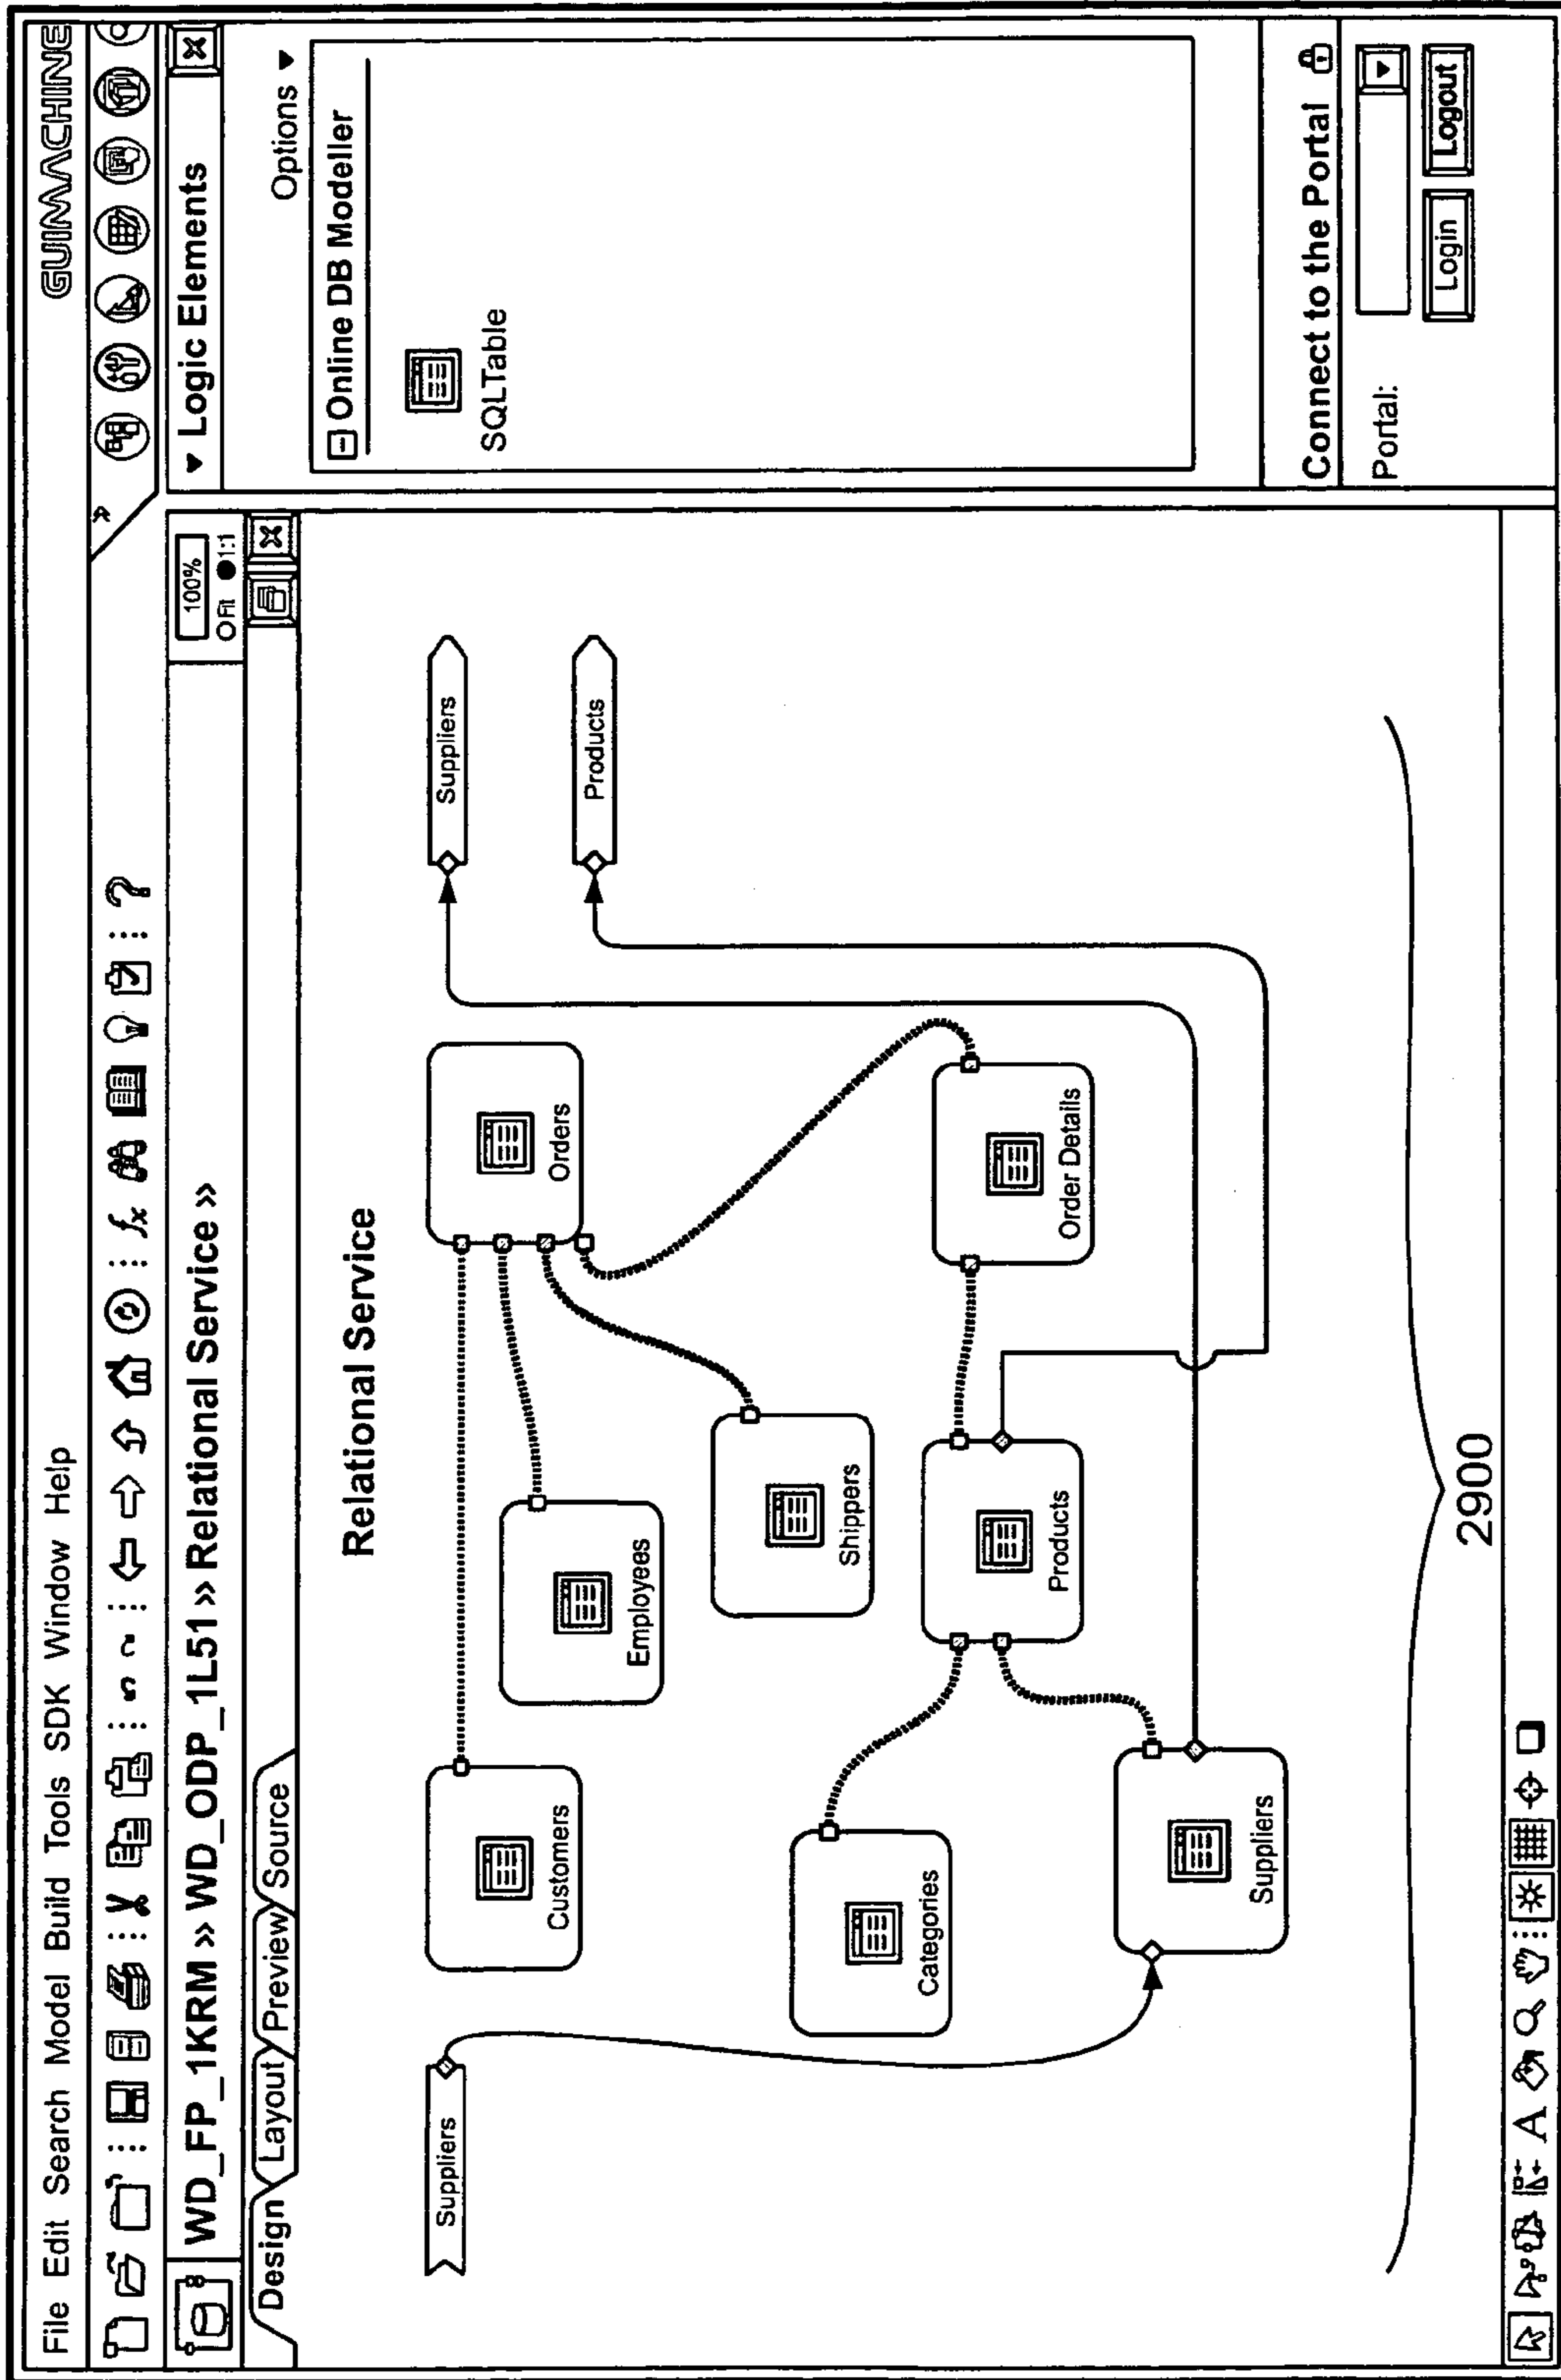 File Edit Search Model Build Tools SDK Window Help
GUIMACHINE
WD_FP_1KRM » WD_ODP_1L51 » Relational Service »
100%
Fit 1:1
Design Layout Preview Source
Relational Service
Suppliers
Customers
Employees
Orders
Suppliers
Products
Shippers
Categories
Products
Order Details
Suppliers
2900
Logic Elements
Options
Online DB Modeller
SQLTable
Connect to the Portal
Portal:
Login Logout